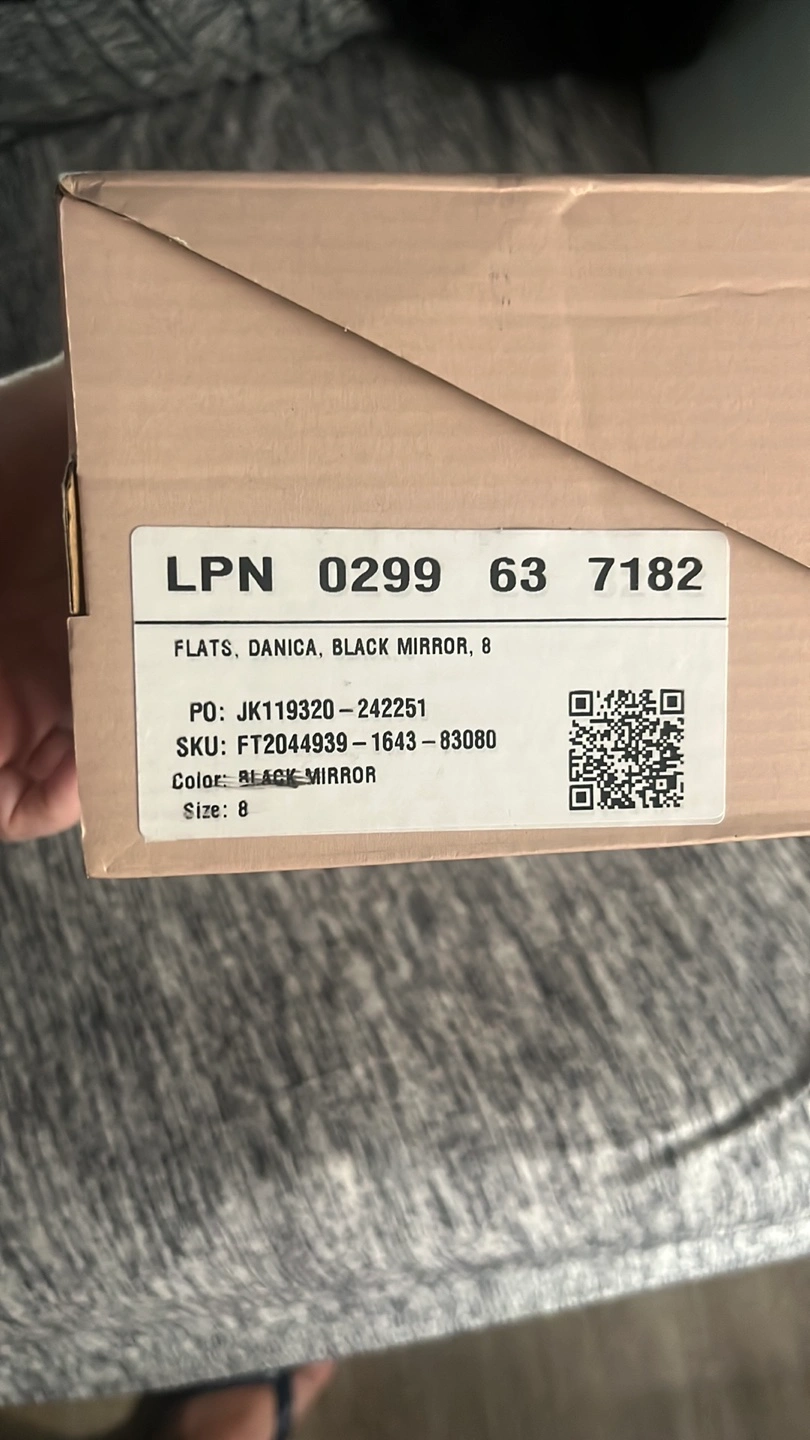 LPN 0299 63 7182
FLATS, DANICA, BLACK MIRROR, 8
PO: JK119320-242251
SKU: FT2044939-1643-83080
Color: BLACK MIRROR
Size: 8